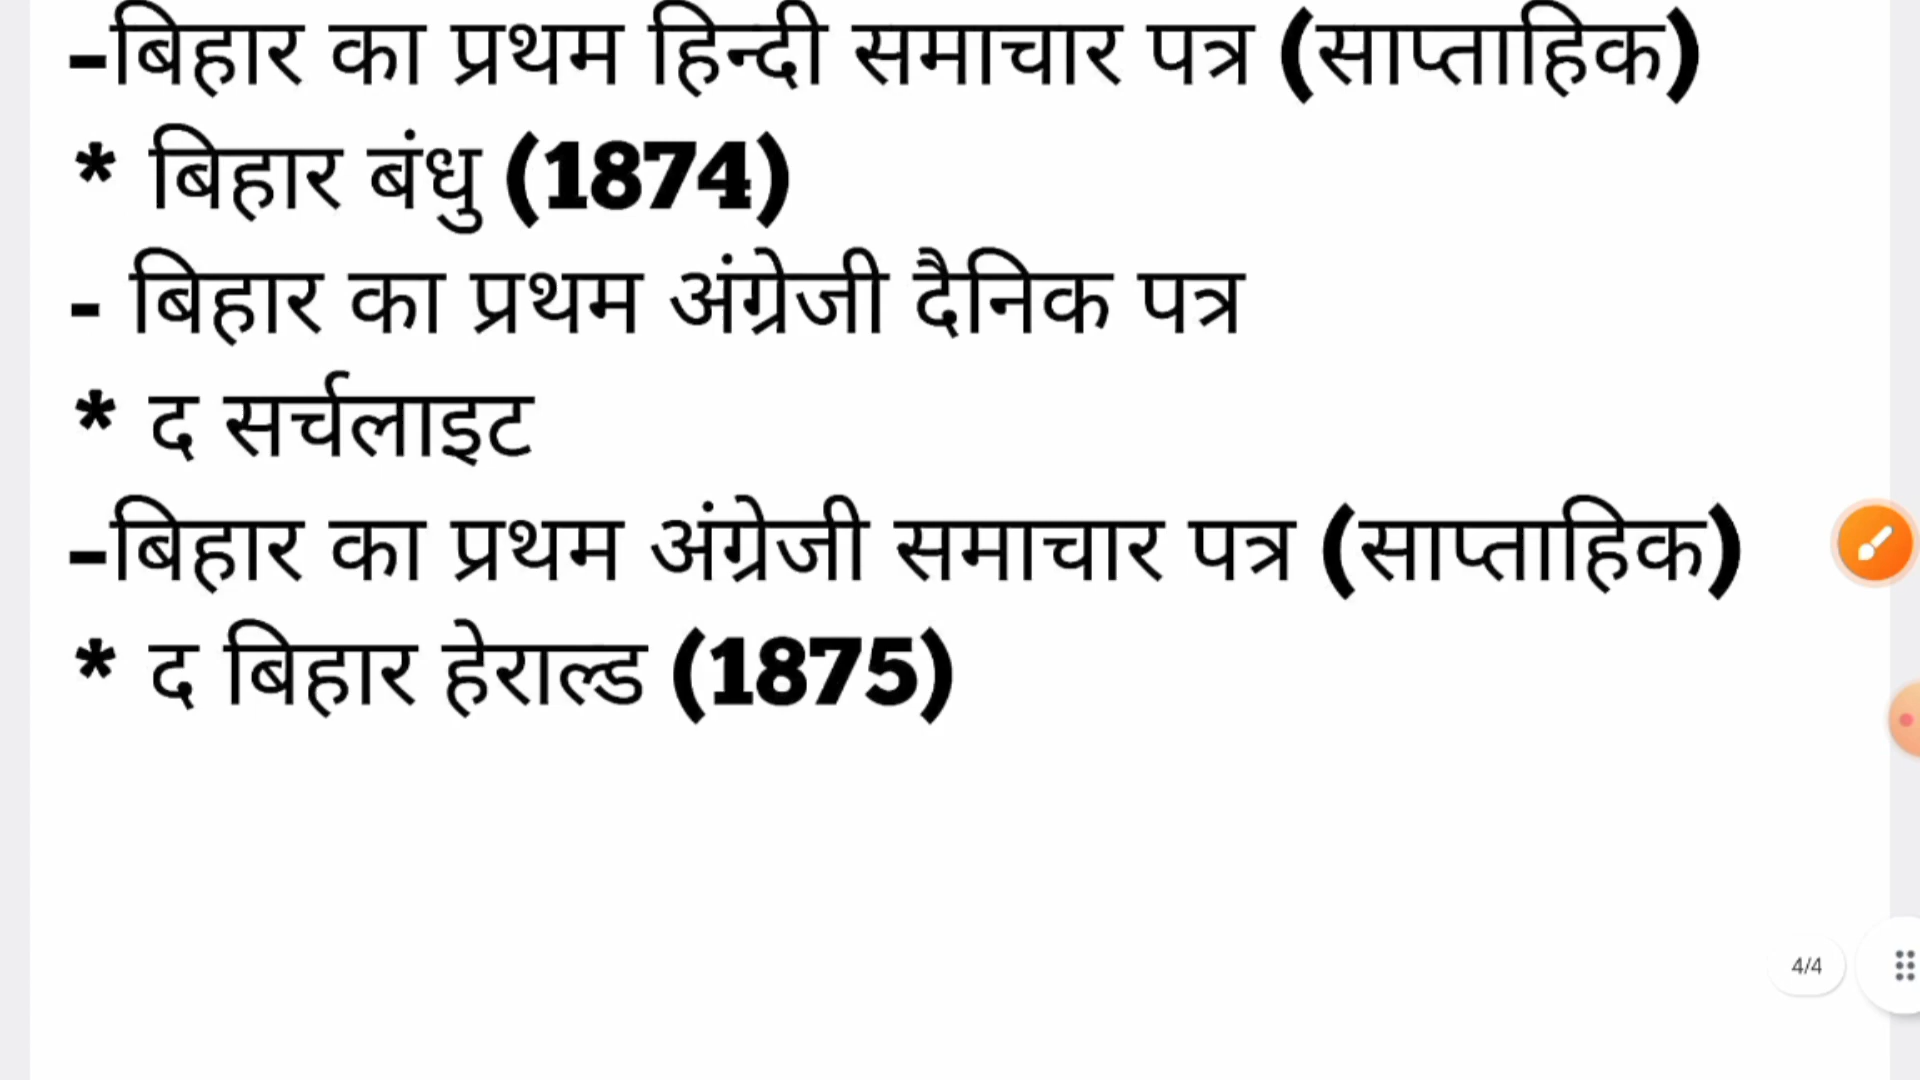 -बिहार का प्रथम हिन्दी समाचार पत्र (साप्ताहिक)
* बिहार बंधु (1874)
- बिहार का प्रथम अंग्रेजी दैनिक पत्र
* द सर्चलाइट
-बिहार का प्रथम अंग्रेजी समाचार पत्र (साप्ताहिक)
* द बिहार हेराल्ड (1875)
4/4